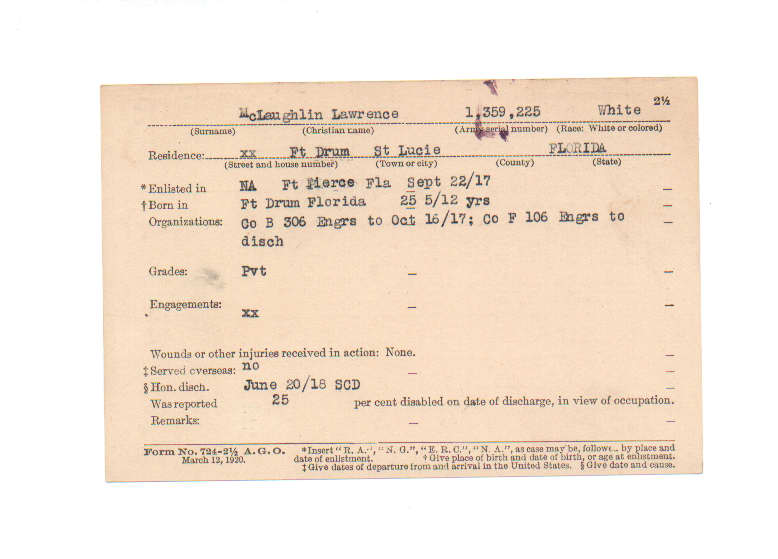 2½
McLaughlin Lawrence 1,359,225 White
(Surname) (Christian name) (Army serial number) (Race: White or colored)
Residence: xx Ft Drum St Lucie FLORIDA
(Street and house number) (Town or city) (County) (State)
*Enlisted in NA Ft Pierce Fla Sept 22/17 —
†Born in Ft Drum Florida 25 5/12 yrs —
Organizations: Co B 306 Engrs to Oct 16/17; Co F 106 Engrs to
disch
Grades: Pvt — —
Engagements: xx — —
Wounds or other injuries received in action: None. —
‡Served overseas: no — —
§Hon. disch. June 20/18 SCD —
Was reported 25 per cent disabled on date of discharge, in view of occupation.
Remarks: — —
Form No. 724-2½ A. G. O. *Insert "R. A.", "N. G.", "E. R. C.", "N. A.", as case may be, follow... by place and
March 12, 1920. date of enlistment. †Give place of birth and date of birth, or age at enlistment.
‡Give dates of departure from and arrival in the United States. §Give date and cause.